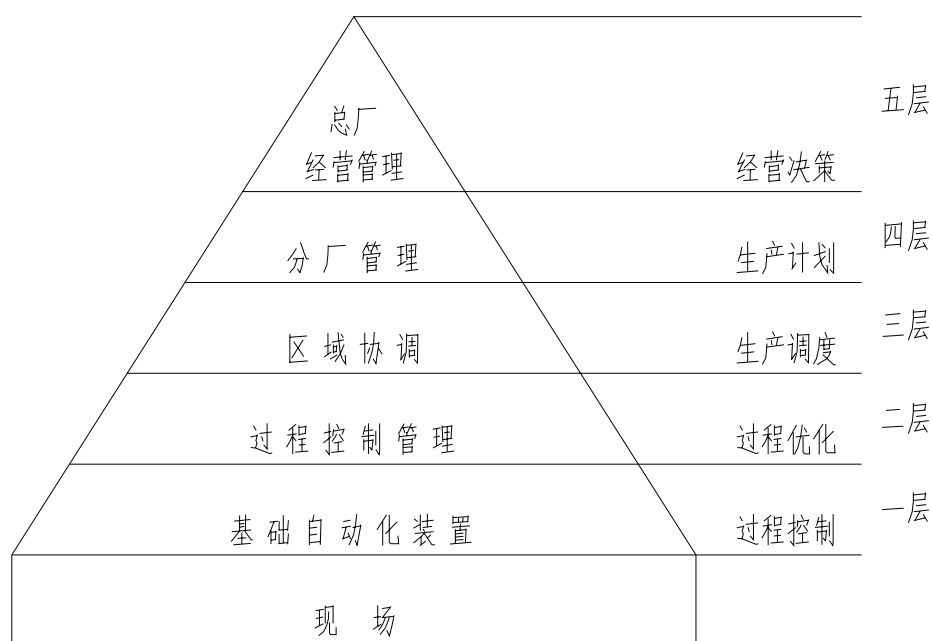 五层
总厂
经营管理
经营决策
四层
分厂管理
生产计划
三层
区域协调
生产调度
二层
过程控制管理
过程优化
一层
基础自动化装置
过程控制
现场